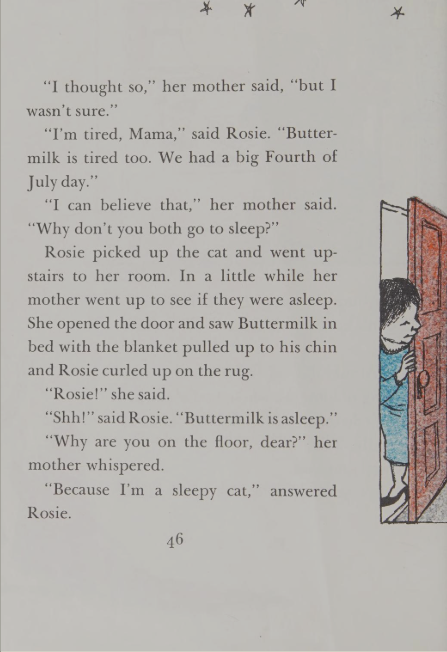 “I thought so,” her mother said, “but I
wasn’t sure.”
“I’m tired, Mama,” said Rosie. “Butter-
milk is tired too. We had a big Fourth of
July day.”
“I can believe that,” her mother said.
“Why don’t you both go to sleep?”
Rosie picked up the cat and went up-
stairs to her room. In a little while her
mother went up to see if they were asleep.
She opened the door and saw Buttermilk in
bed with the blanket pulled up to his chin
and Rosie curled up on the rug.
“Rosie!” she said.
“Shh!” said Rosie. “Buttermilk is asleep.”
“Why are you on the floor, dear?” her
mother whispered.
“Because I’m a sleepy cat,” answered
Rosie.
46